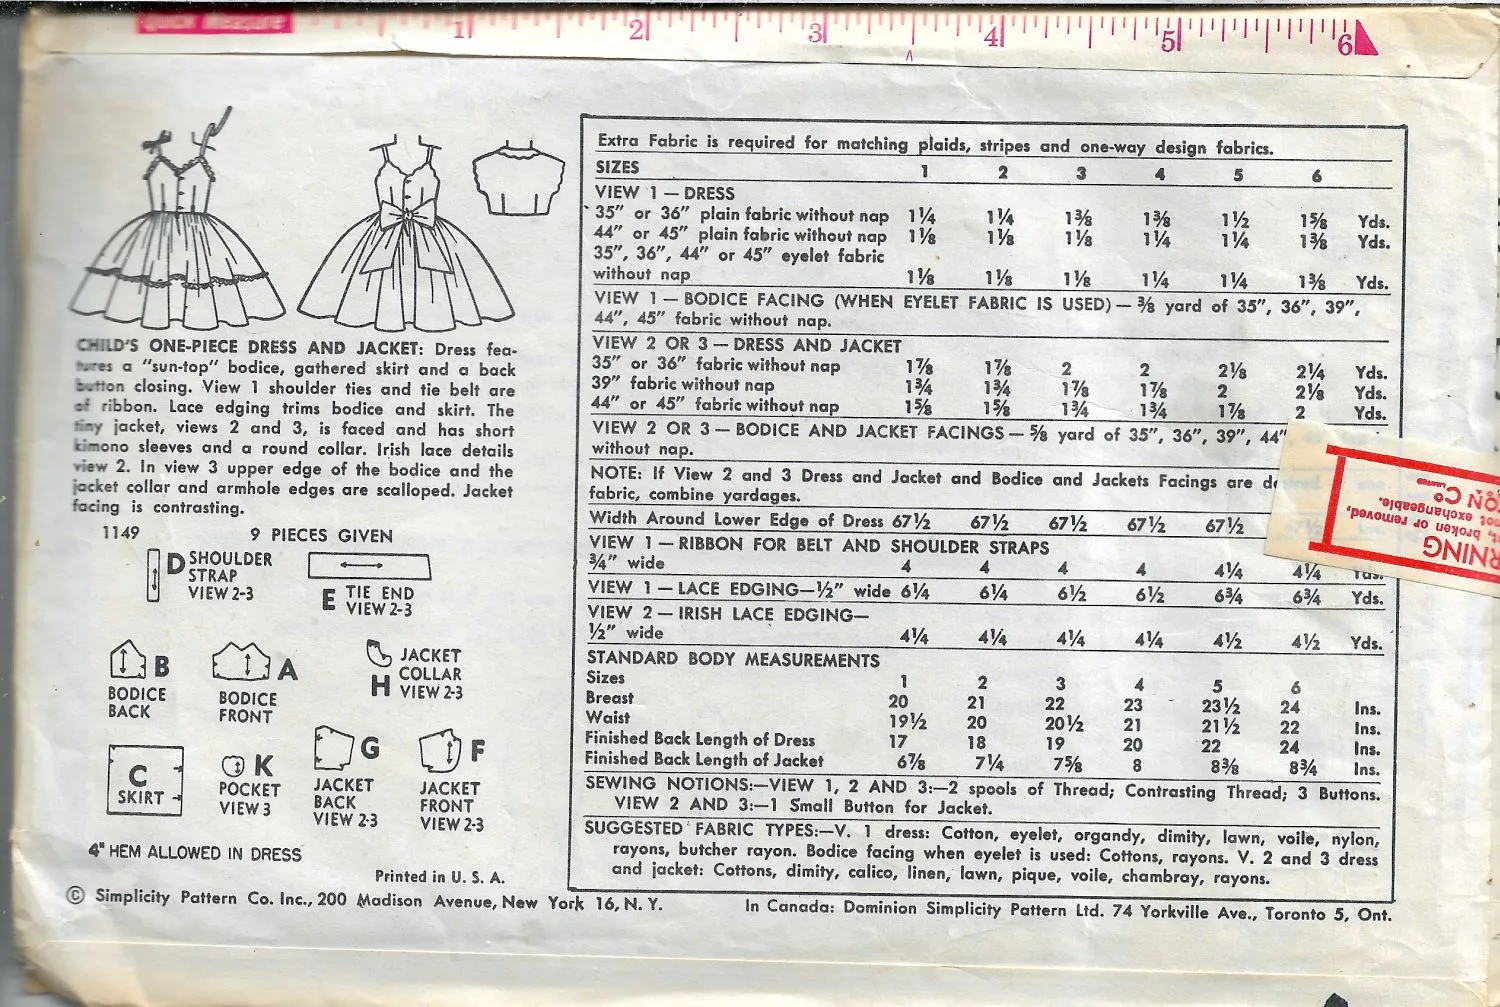 Quick Measure
1 2 3 4 5 6
CHILD'S ONE-PIECE DRESS AND JACKET: Dress fea-
tures a "sun-top" bodice, gathered skirt and a back
button closing. View 1 shoulder ties and tie belt are
of ribbon. Lace edging trims bodice and skirt. The
tiny jacket, views 2 and 3, is faced and has short
kimono sleeves and a round collar. Irish lace details
view 2. In view 3 upper edge of the bodice and the
jacket collar and armhole edges are scalloped. Jacket
facing is contrasting.
1149 9 PIECES GIVEN
D SHOULDER
STRAP
VIEW 2-3
E TIE END
VIEW 2-3
B
BODICE
BACK
A
BODICE
FRONT
H JACKET
COLLAR
VIEW 2-3
C
SKIRT
K
POCKET
VIEW 3
G
JACKET
BACK
VIEW 2-3
F
JACKET
FRONT
VIEW 2-3
4" HEM ALLOWED IN DRESS
Printed in U. S. A.
Extra Fabric is required for matching plaids, stripes and one-way design fabrics.
SIZES 1 2 3 4 5 6
VIEW 1 — DRESS
35" or 36" plain fabric without nap 1¼ 1¼ 1⅜ 1⅜ 1½ 1⅝ Yds.
44" or 45" plain fabric without nap 1⅛ 1⅛ 1⅛ 1¼ 1¼ 1⅜ Yds.
35", 36", 44" or 45" eyelet fabric
without nap 1⅛ 1⅛ 1⅛ 1¼ 1¼ 1⅜ Yds.
VIEW 1 — BODICE FACING (WHEN EYELET FABRIC IS USED) — ⅜ yard of 35", 36", 39",
44", 45" fabric without nap.
VIEW 2 OR 3 — DRESS AND JACKET
35" or 36" fabric without nap 1⅞ 1⅞ 2 2 2⅛ 2¼ Yds.
39" fabric without nap 1¾ 1¾ 1⅞ 1⅞ 2 2⅛ Yds.
44" or 45" fabric without nap 1⅝ 1⅝ 1¾ 1¾ 1⅞ 2 Yds.
VIEW 2 OR 3 — BODICE AND JACKET FACINGS — ⅝ yard of 35", 36", 39", 44"
without nap.
NOTE: If View 2 and 3 Dress and Jacket and Bodice and Jackets Facings are
fabric, combine yardages.
Width Around Lower Edge of Dress 67½ 67½ 67½ 67½ 67½
VIEW 1 — RIBBON FOR BELT AND SHOULDER STRAPS
¾" wide 4 4 4 4 4¼ 4¼ Yds.
VIEW 1 — LACE EDGING—½" wide 6¼ 6¼ 6½ 6½ 6¾ 6¾ Yds.
VIEW 2 — IRISH LACE EDGING—
½" wide 4¼ 4¼ 4¼ 4¼ 4½ 4½ Yds.
STANDARD BODY MEASUREMENTS
Sizes 1 2 3 4 5 6
Breast 20 21 22 23 23½ 24 Ins.
Waist 19½ 20 20½ 21 21½ 22 Ins.
Finished Back Length of Dress 17 18 19 20 22 24 Ins.
Finished Back Length of Jacket 6⅞ 7¼ 7⅝ 8 8⅜ 8¾ Ins.
SEWING NOTIONS:—VIEW 1, 2 AND 3:—2 spools of Thread; Contrasting Thread; 3 Buttons.
VIEW 2 AND 3:—1 Small Button for Jacket.
SUGGESTED FABRIC TYPES:—V. 1 dress: Cotton, eyelet, organdy, dimity, lawn, voile, nylon,
rayons, butcher rayon. Bodice facing when eyelet is used: Cottons, rayons. V. 2 and 3 dress
and jacket: Cottons, dimity, calico, linen, lawn, pique, voile, chambray, rayons.
RNING
broken or removed,
not exchangeable.
ON Co
LIMITED
© Simplicity Pattern Co. Inc., 200 Madison Avenue, New York 16, N. Y.
In Canada: Dominion Simplicity Pattern Ltd. 74 Yorkville Ave., Toronto 5, Ont.